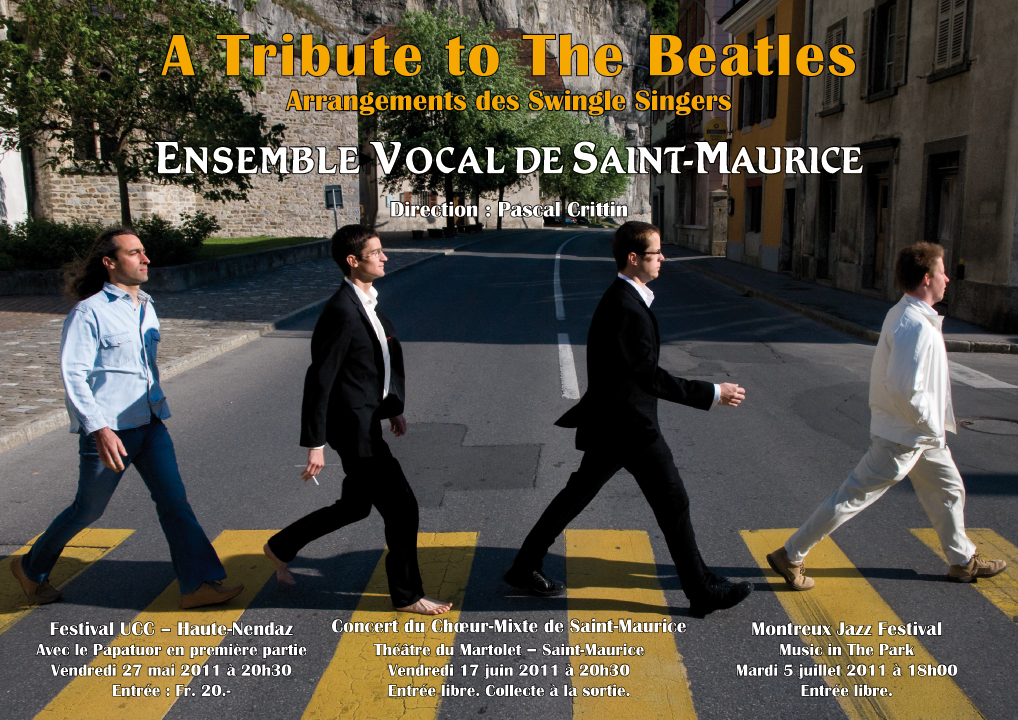 A Tribute to The Beatles
Arrangements des Swingle Singers
ENSEMBLE VOCAL DE SAINT-MAURICE
Direction : Pascal Crittin
Festival UCC – Haute-Nendaz
Avec le Papatuor en première partie
Vendredi 27 mai 2011 à 20h30
Entrée : Fr. 20.-
Concert du Chœur-Mixte de Saint-Maurice
Théâtre du Martolet – Saint-Maurice
Vendredi 17 juin 2011 à 20h30
Entrée libre. Collecte à la sortie.
Montreux Jazz Festival
Music in The Park
Mardi 5 juillet 2011 à 18h00
Entrée libre.